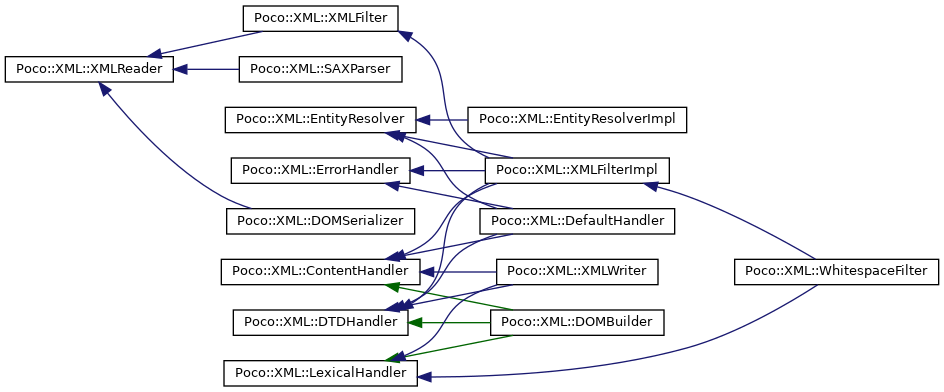 Poco::XML::XMLFilter
Poco::XML::XMLReader
Poco::XML::SAXParser
Poco::XML::EntityResolver
Poco::XML::EntityResolverImpl
Poco::XML::ErrorHandler
Poco::XML::XMLFilterImpl
Poco::XML::DOMSerializer
Poco::XML::DefaultHandler
Poco::XML::ContentHandler
Poco::XML::XMLWriter
Poco::XML::WhitespaceFilter
Poco::XML::DTDHandler
Poco::XML::DOMBuilder
Poco::XML::LexicalHandler